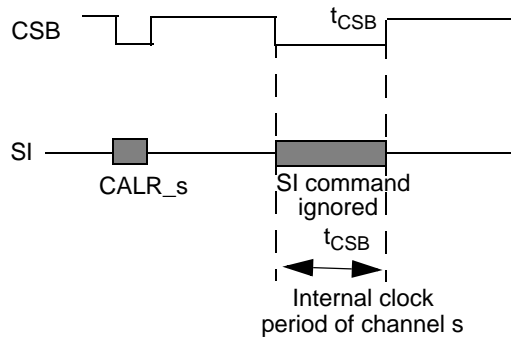 CSB
tCSB
SI
CALR_s
SI command
ignored
tCSB
Internal clock
period of channel s